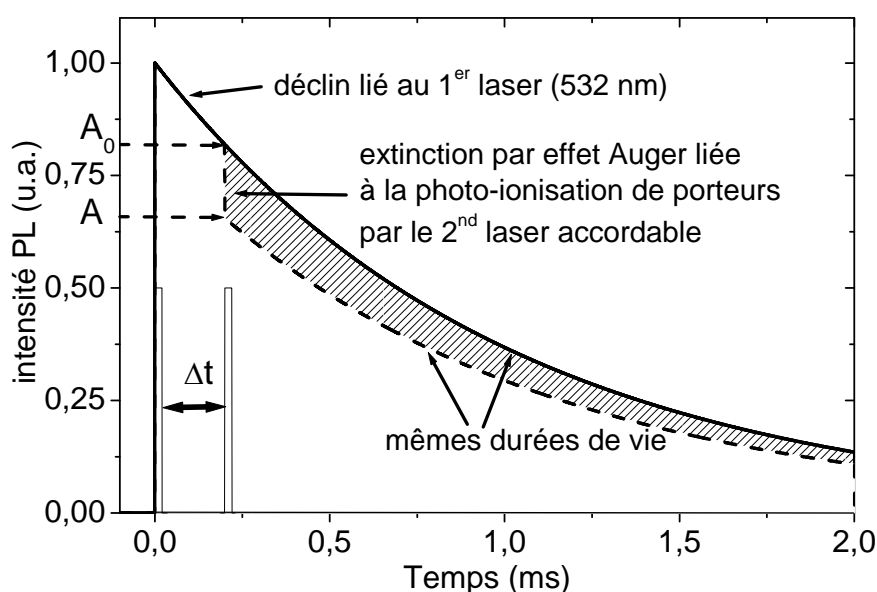 1,00
déclin lié au 1er laser (532 nm)
A0
extinction par effet Auger liée
0,75
à la photo-ionisation de porteurs
A
par le 2nd laser accordable
intensité PL (u.a.)
0,50
Δt
0,25
mêmes durées de vie
0,00
0,0 0,5 1,0 1,5 2,0
Temps (ms)